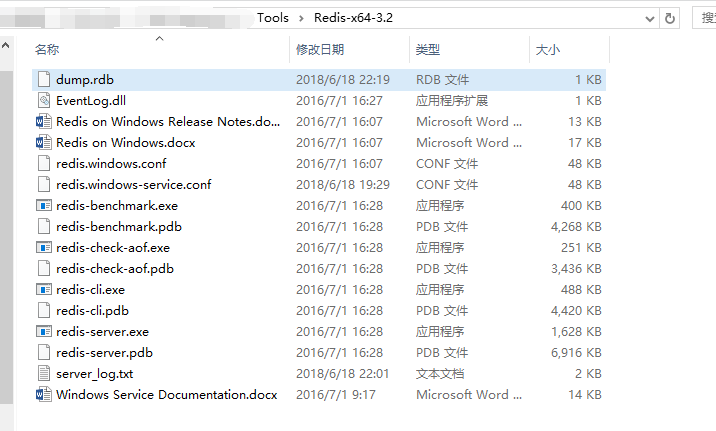 Tools > Redis-x64-3.2 搜
名称 修改日期 类型 大小
dump.rdb 2018/6/18 22:19 RDB 文件 1 KB
EventLog.dll 2016/7/1 16:27 应用程序扩展 1 KB
Redis on Windows Release Notes.do... 2016/7/1 16:07 Microsoft Word ... 13 KB
Redis on Windows.docx 2016/7/1 16:07 Microsoft Word ... 17 KB
redis.windows.conf 2016/7/1 16:07 CONF 文件 48 KB
redis.windows-service.conf 2018/6/18 19:29 CONF 文件 48 KB
redis-benchmark.exe 2016/7/1 16:28 应用程序 400 KB
redis-benchmark.pdb 2016/7/1 16:28 PDB 文件 4,268 KB
redis-check-aof.exe 2016/7/1 16:28 应用程序 251 KB
redis-check-aof.pdb 2016/7/1 16:28 PDB 文件 3,436 KB
redis-cli.exe 2016/7/1 16:28 应用程序 488 KB
redis-cli.pdb 2016/7/1 16:28 PDB 文件 4,420 KB
redis-server.exe 2016/7/1 16:28 应用程序 1,628 KB
redis-server.pdb 2016/7/1 16:28 PDB 文件 6,916 KB
server_log.txt 2018/6/18 22:01 文本文档 2 KB
Windows Service Documentation.docx 2016/7/1 9:17 Microsoft Word ... 14 KB